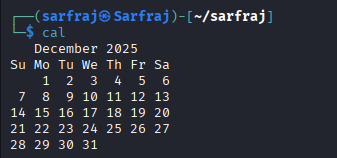 ┌──(sarfraj㉿Sarfraj)-[~/sarfraj]
└─$ cal
   December 2025
Su Mo Tu We Th Fr Sa
    1  2  3  4  5  6
 7  8  9 10 11 12 13
14 15 16 17 18 19 20
21 22 23 24 25 26 27
28 29 30 31